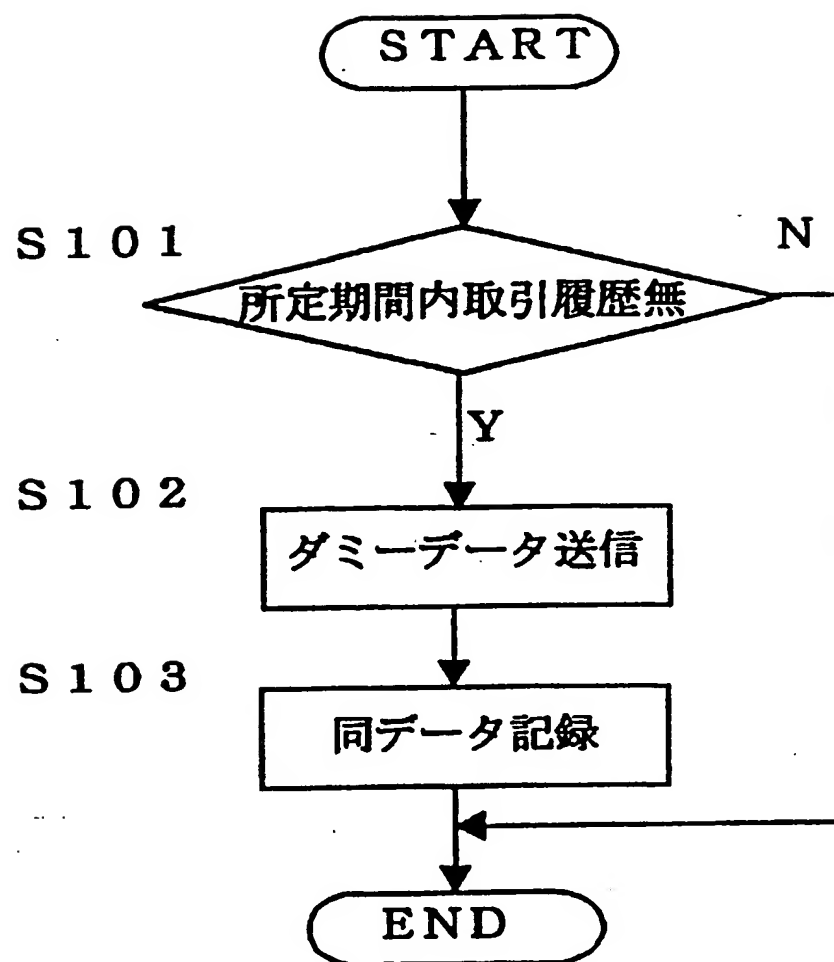 START
S101
N
所定期間内取引履歴無
Y
S102
ダミーデータ送信
S103
同データ記録
END